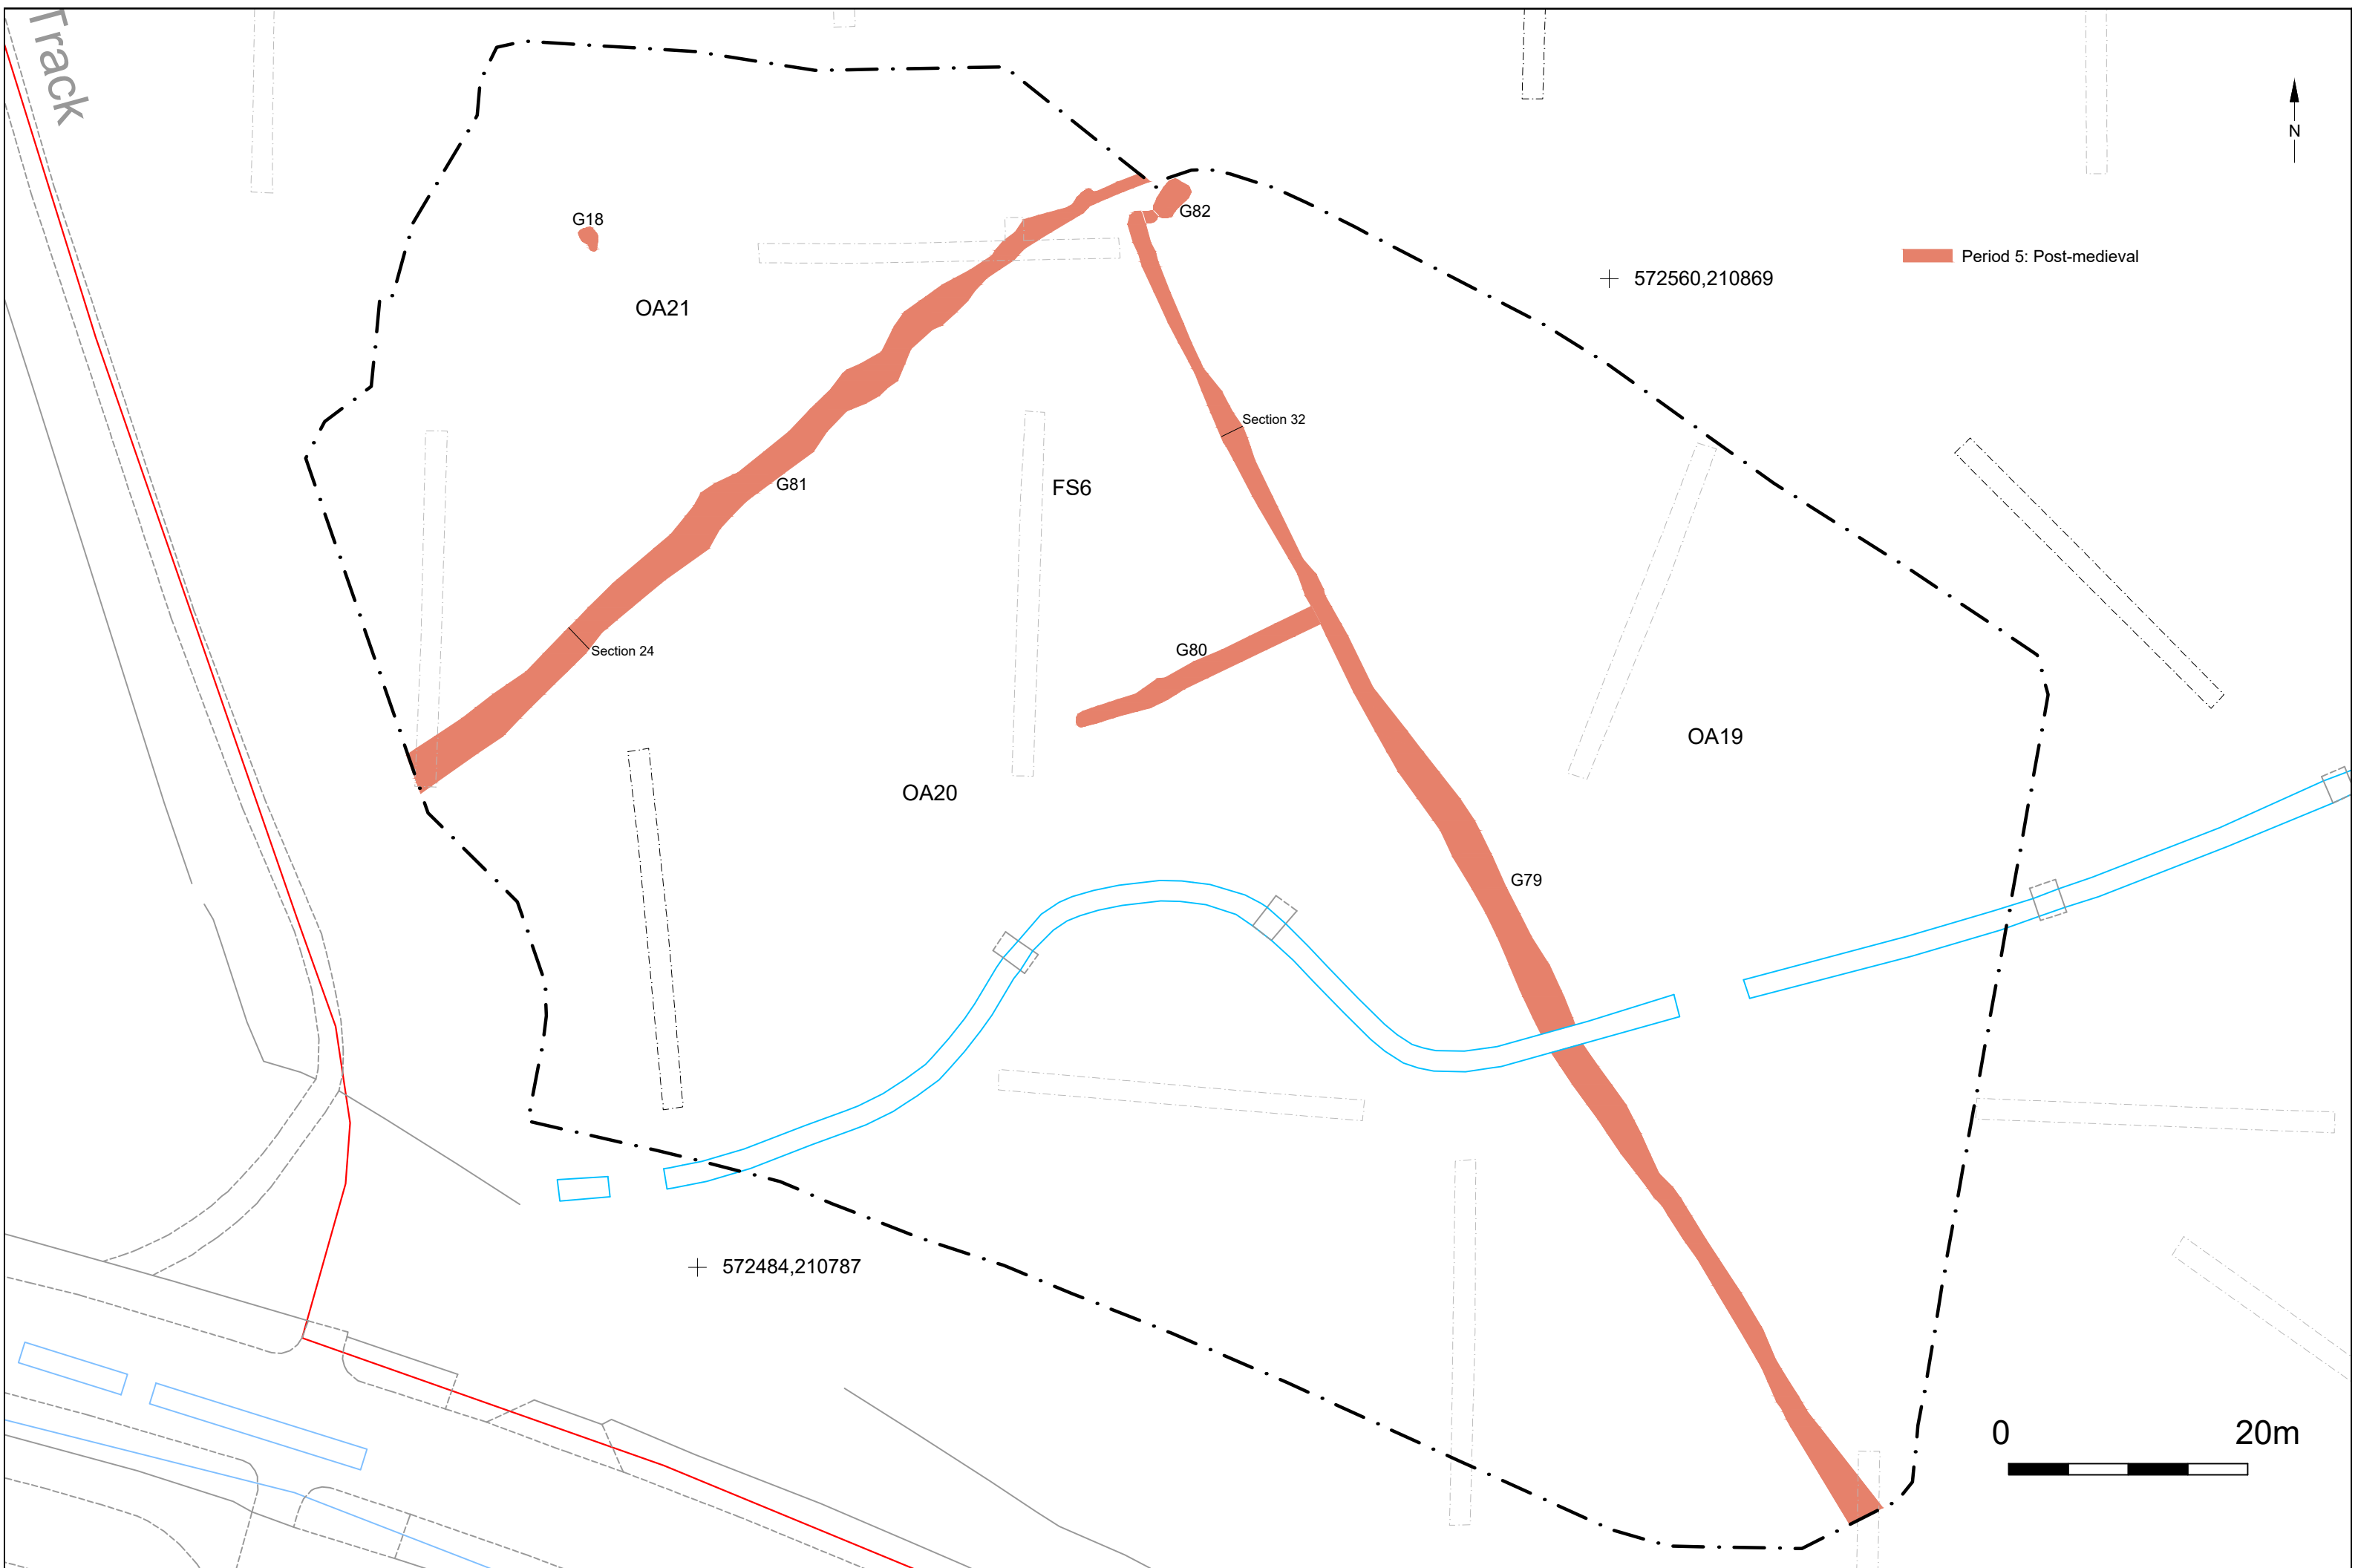 Track
N
G18
G82
Period 5: Post-medieval
572560,210869
OA21
Section 32
G81
FS6
G80
Section 24
OA19
OA20
G79
572484,210787
0 20m